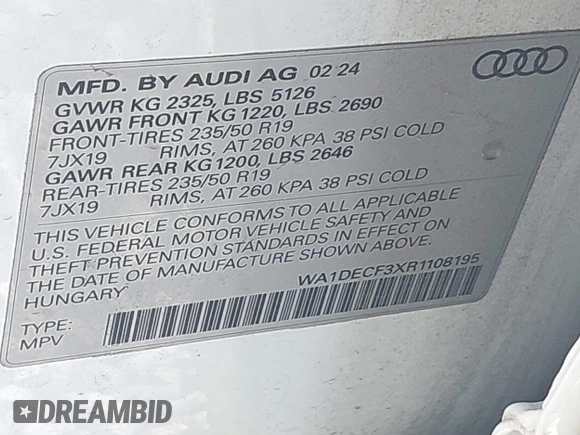 MFD. BY AUDI AG 02 24
GVWR KG 2325, LBS 5126
GAWR FRONT KG 1220, LBS 2690
FRONT-TIRES 235/50 R19
7JX19 RIMS, AT 260 KPA 38 PSI COLD
GAWR REAR KG1200, LBS 2646
REAR-TIRES 235/50 R19
7JX19 RIMS, AT 260 KPA 38 PSI COLD
THIS VEHICLE CONFORMS TO ALL APPLICABLE
U.S. FEDERAL MOTOR VEHICLE SAFETY AND
THEFT PREVENTION STANDARDS IN EFFECT ON
THE DATE OF MANUFACTURE SHOWN ABOVE.
HUNGARY WA1DECF3XR1108195
TYPE:
MPV
DREAMBID